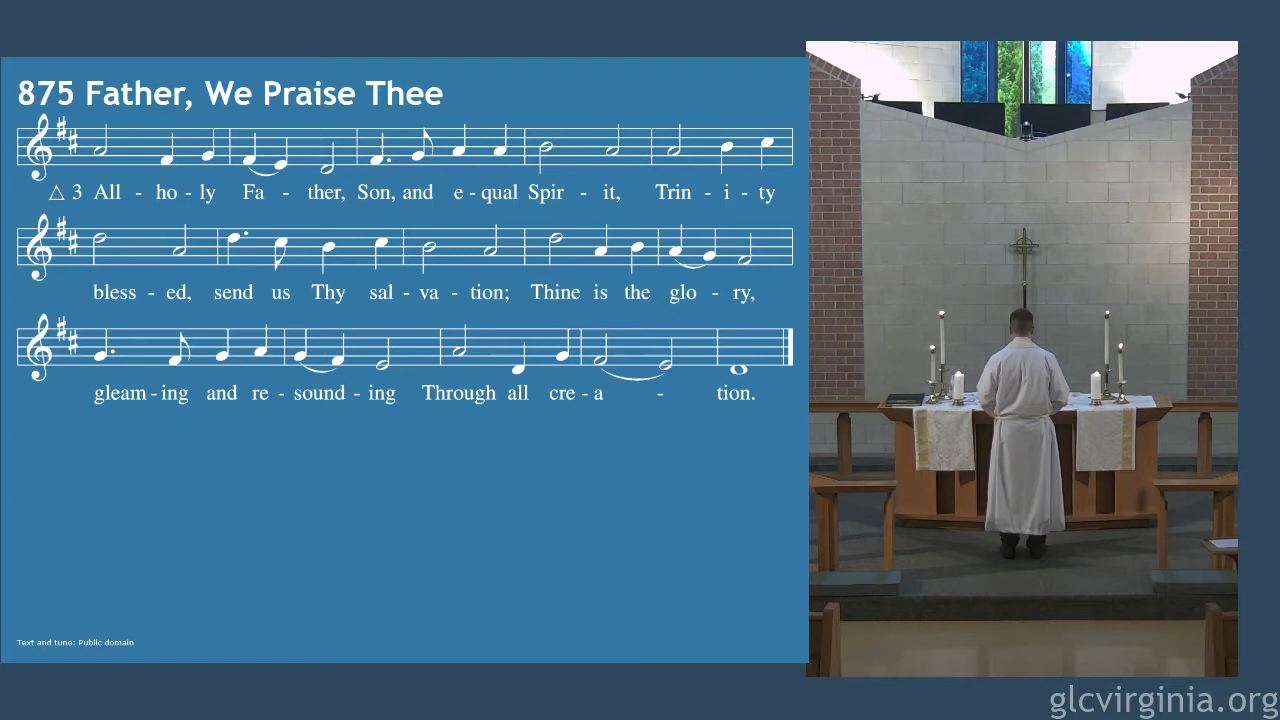 875 Father, We Praise Thee
△ 3 All - ho - ly Fa - ther, Son, and e - qual Spir - it, Trin - i - ty
bless - ed, send us Thy sal - va - tion; Thine is the glo - ry,
gleam - ing and re - sound - ing Through all cre - a - tion.
Text and tune: Public domain
glcvirginia.org